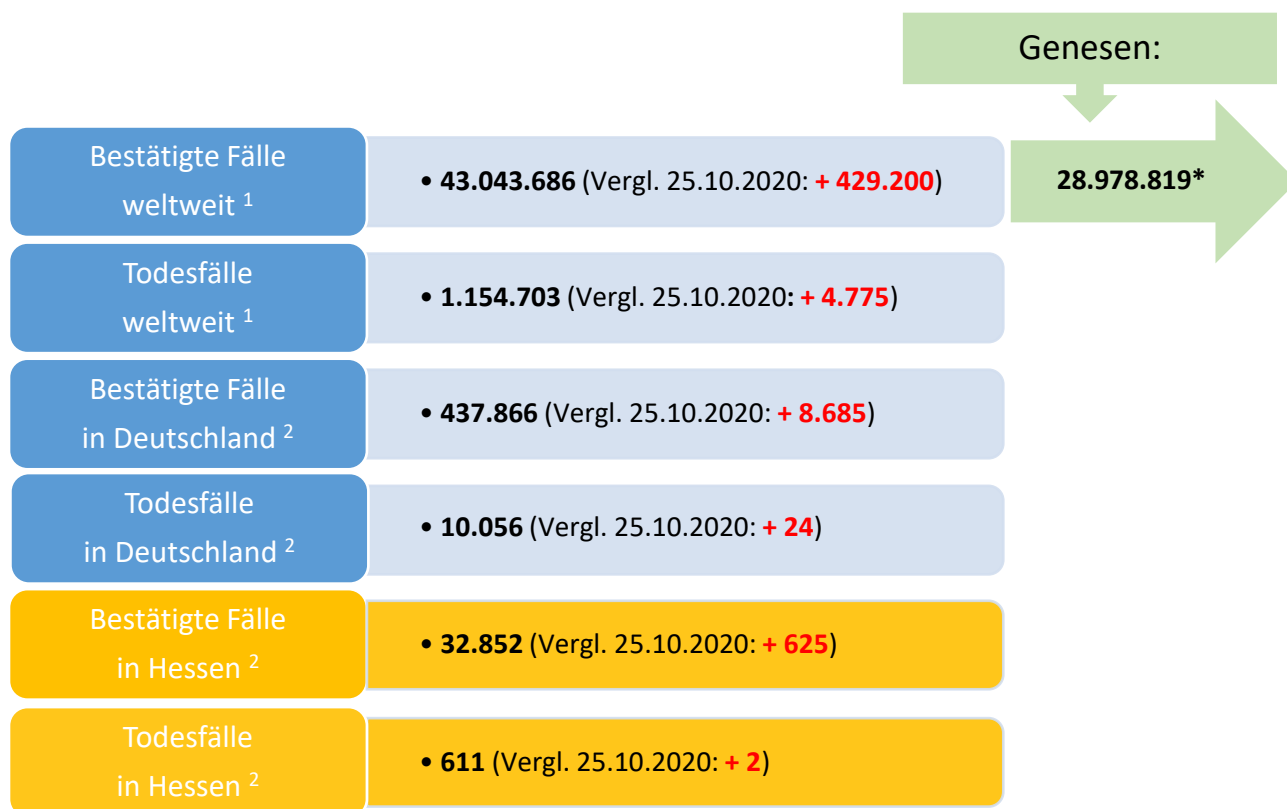 Genesen:
Bestätigte Fälle
weltweit ¹
• 43.043.686 (Vergl. 25.10.2020: + 429.200)
28.978.819*
Todesfälle
weltweit ¹
• 1.154.703 (Vergl. 25.10.2020: + 4.775)
Bestätigte Fälle
in Deutschland ²
• 437.866 (Vergl. 25.10.2020: + 8.685)
Todesfälle
in Deutschland ²
• 10.056 (Vergl. 25.10.2020: + 24)
Bestätigte Fälle
in Hessen ²
• 32.852 (Vergl. 25.10.2020: + 625)
Todesfälle
in Hessen ²
• 611 (Vergl. 25.10.2020: + 2)